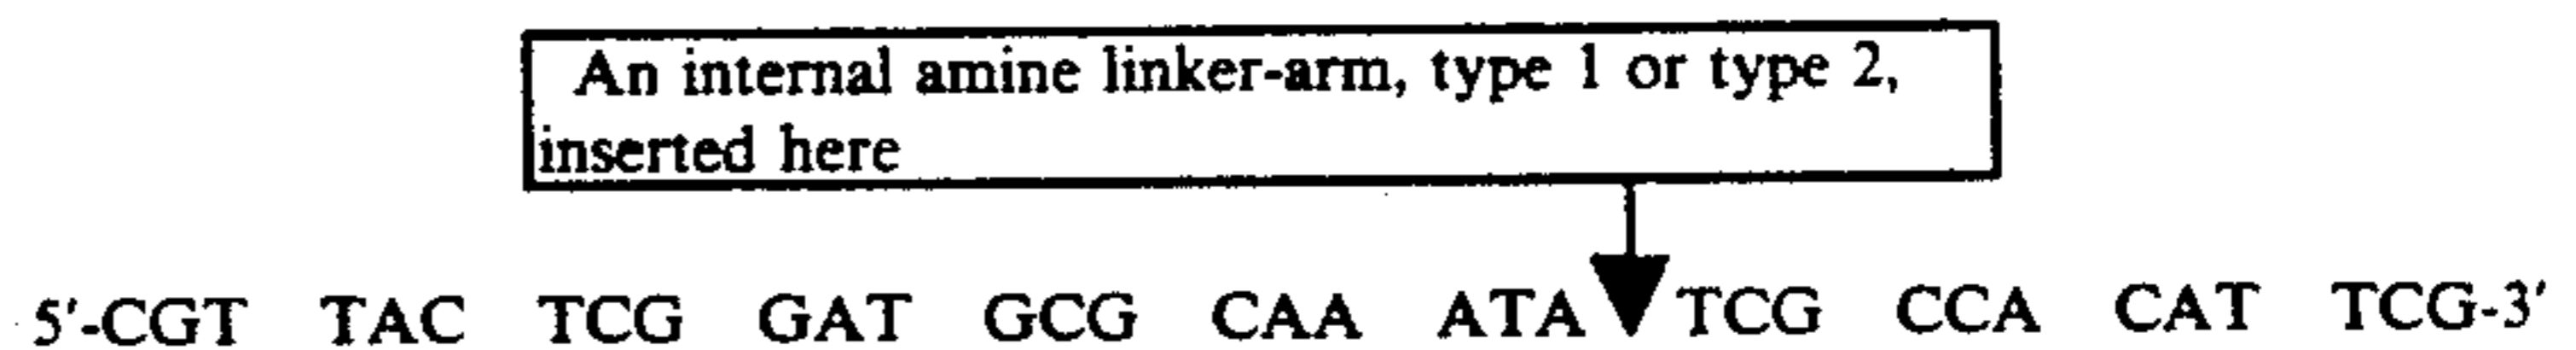 An internal amine linker-arm, type 1 or type 2,
inserted here
5'-CGT TAC TCG GAT GCG CAA ATA TCG CCA CAT TCG-3'